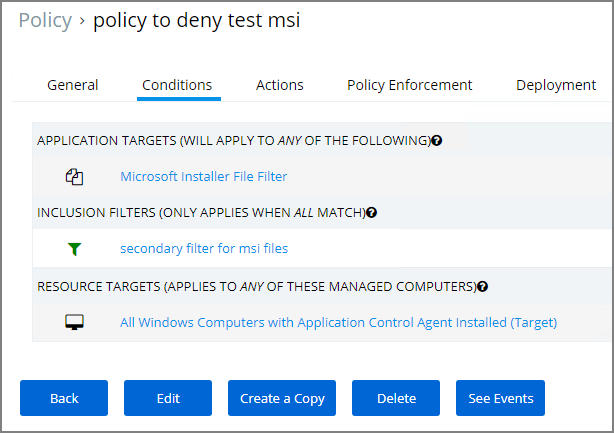 Policy › policy to deny test msi
General Conditions Actions Policy Enforcement Deployment
APPLICATION TARGETS (WILL APPLY TO ANY OF THE FOLLOWING)?
Microsoft Installer File Filter
INCLUSION FILTERS (ONLY APPLIES WHEN ALL MATCH)?
secondary filter for msi files
RESOURCE TARGETS (APPLIES TO ANY OF THESE MANAGED COMPUTERS)?
All Windows Computers with Application Control Agent Installed (Target)
Back Edit Create a Copy Delete See Events